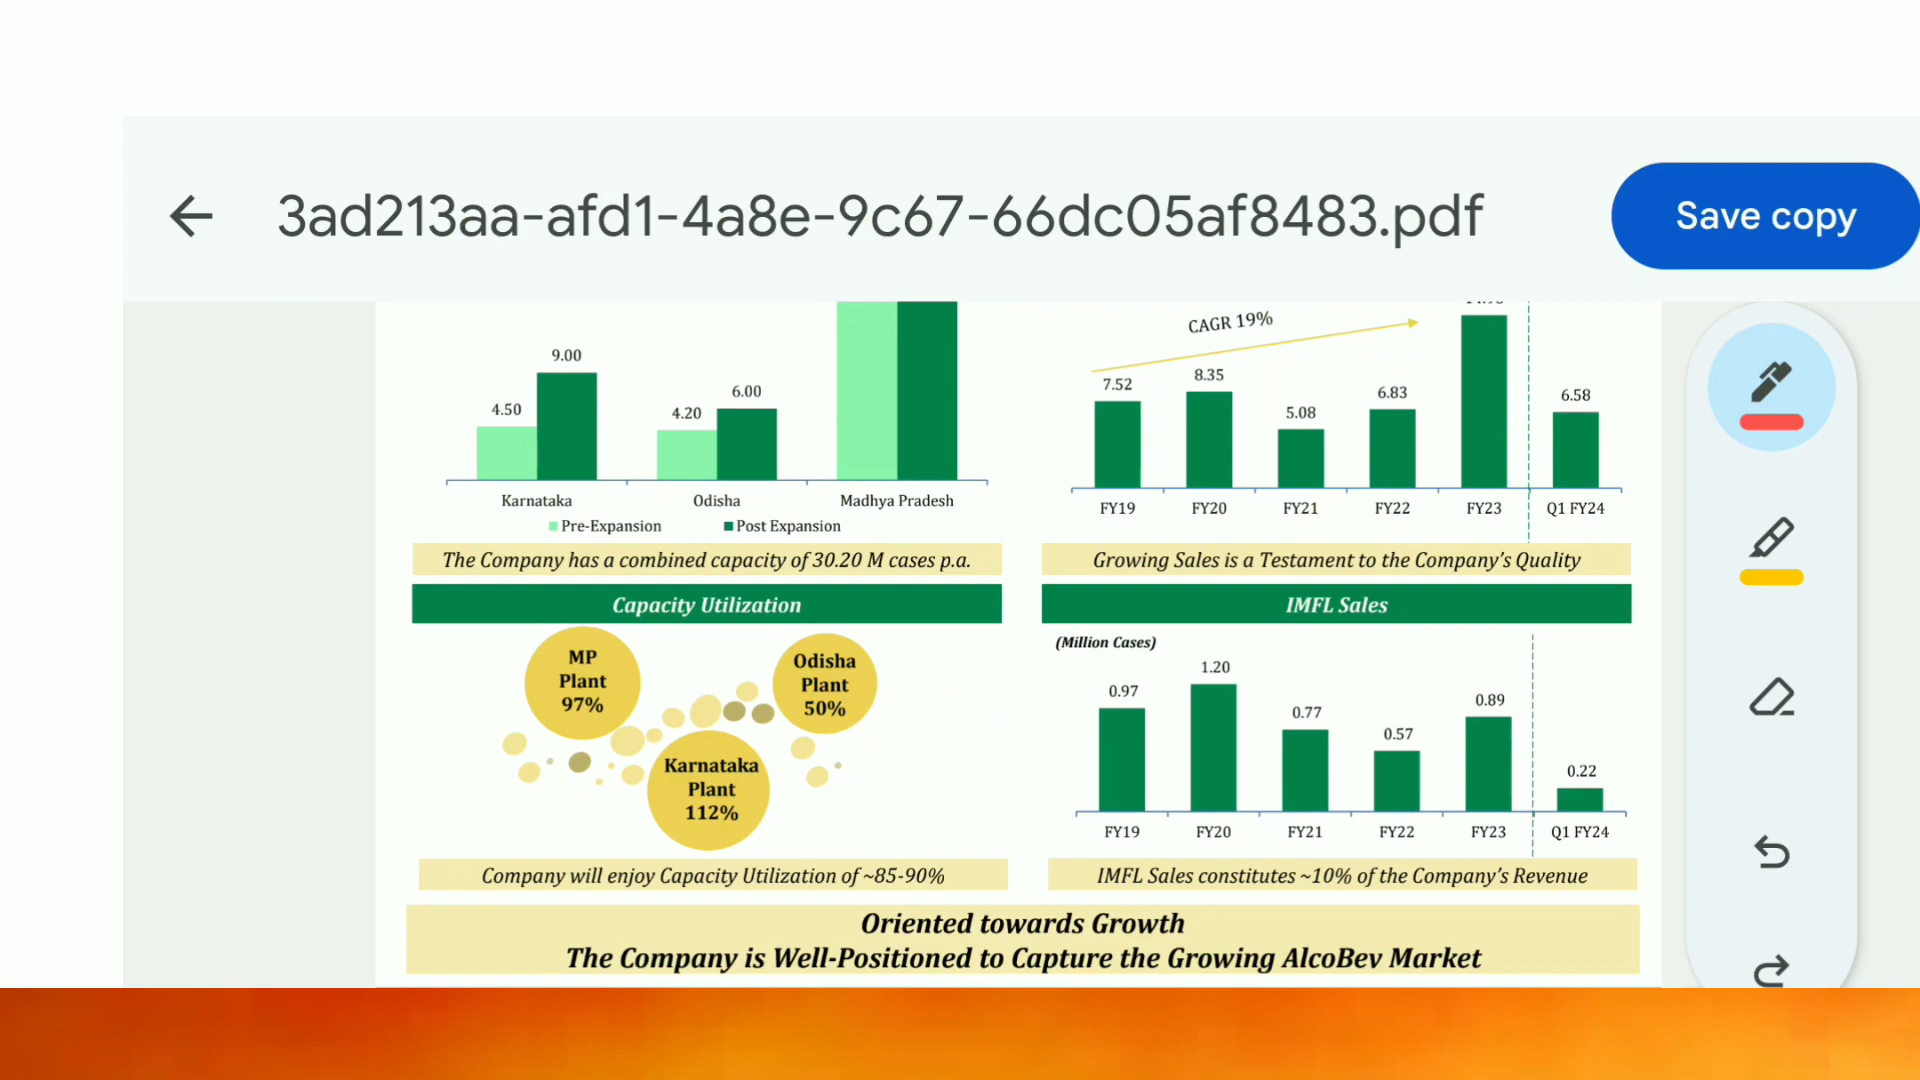 3ad213aa-afd1-4a8e-9c67-66dc05af8483.pdf
Save copy
9.00
4.50
6.00
4.20
Karnataka
Odisha
Madhya Pradesh
Pre-Expansion
Post Expansion
The Company has a combined capacity of 30.20 M cases p.a.
CAGR 19%
7.52
8.35
5.08
6.83
6.58
FY19
FY20
FY21
FY22
FY23
Q1 FY24
Growing Sales is a Testament to the Company's Quality
Capacity Utilization
MP
Plant
97%
Odisha
Plant
50%
Karnataka
Plant
112%
Company will enjoy Capacity Utilization of ~85-90%
IMFL Sales
(Million Cases)
0.97
1.20
0.77
0.57
0.89
0.22
FY19
FY20
FY21
FY22
FY23
Q1 FY24
IMFL Sales constitutes ~10% of the Company's Revenue
Oriented towards Growth
The Company is Well-Positioned to Capture the Growing AlcoBev Market